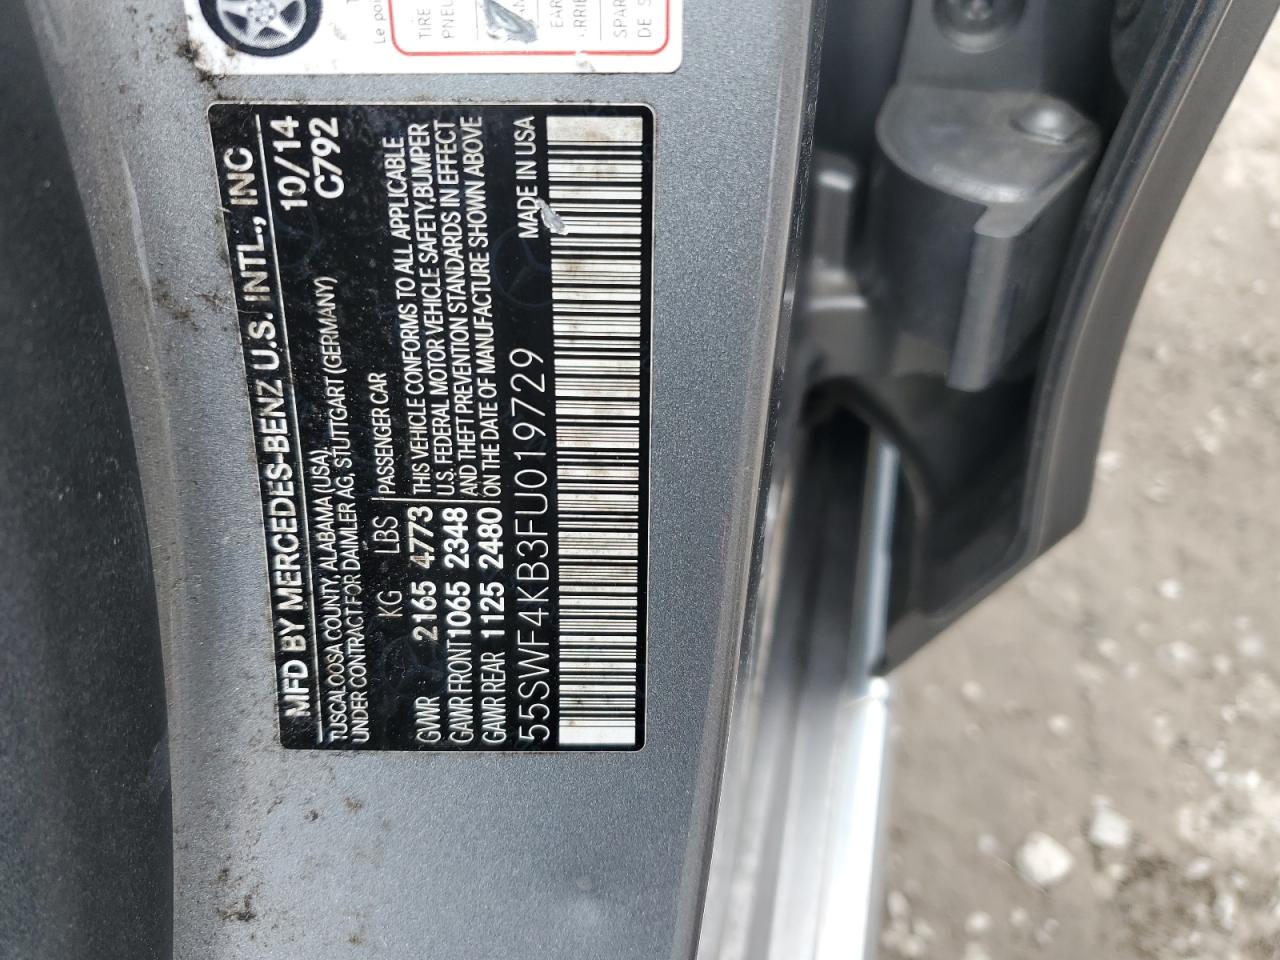 MFD BY MERCEDES-BENZ U.S. INTL., INC
TUSCALOOSA COUNTY, ALABAMA (USA), 10/14
UNDER CONTRACT FOR DAIMLER AG, STUTTGART (GERMANY) C792
KG LBS PASSENGER CAR
GVWR 2165 4773 THIS VEHICLE CONFORMS TO ALL APPLICABLE
U.S. FEDERAL MOTOR VEHICLE SAFETY,BUMPER
GAWR FRONT 1065 2348 AND THEFT PREVENTION STANDARDS IN EFFECT
GAWR REAR 1125 2480 ON THE DATE OF MANUFACTURE SHOWN ABOVE
55SWF4KB3FU019729 MADE IN USA
Le
TIRE
DE